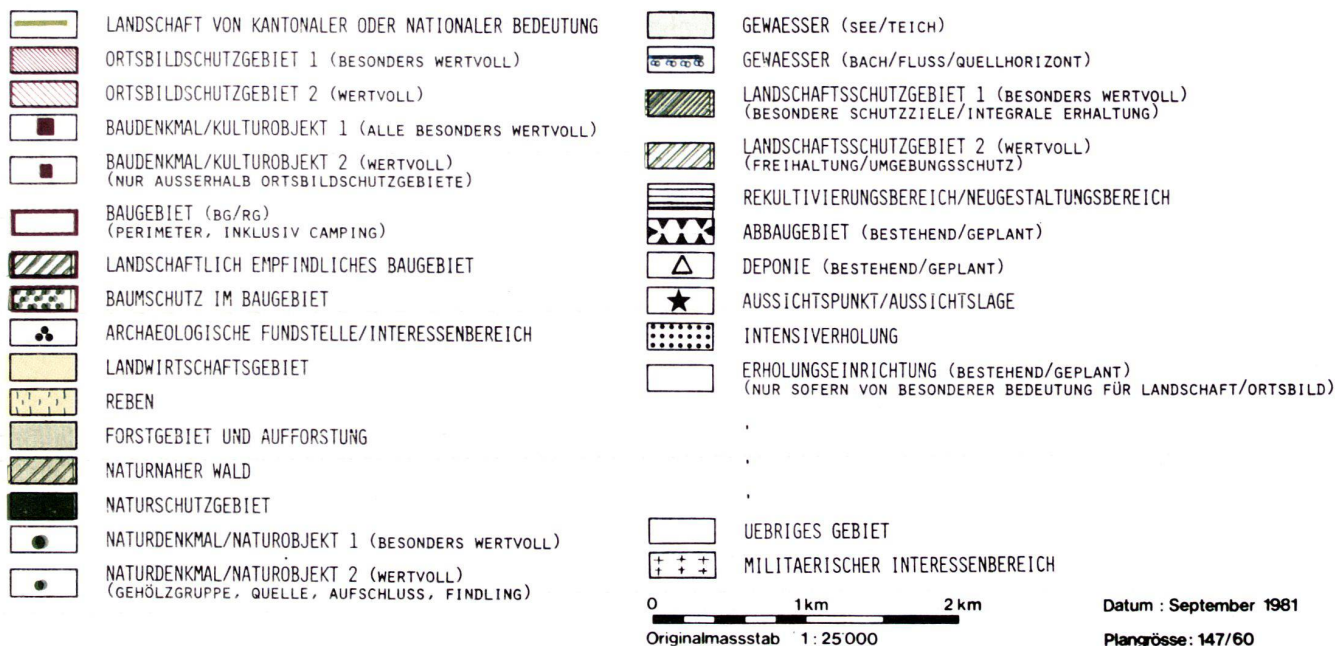 LANDSCHAFT VON KANTONALER ODER NATIONALER BEDEUTUNG
ORTSBILDSCHUTZGEBIET 1 (BESONDERS WERTVOLL)
ORTSBILDSCHUTZGEBIET 2 (WERTVOLL)
BAUDENKMAL/KULTUROBJEKT 1 (ALLE BESONDERS WERTVOLL)
BAUDENKMAL/KULTUROBJEKT 2 (WERTVOLL)
(NUR AUSSERHALB ORTSBILDSCHUTZGEBIETE)
BAUGEBIET (BG/RG)
(PERIMETER, INKLUSIV CAMPING)
LANDSCHAFTLICH EMPFINDLICHES BAUGEBIET
BAUMSCHUTZ IM BAUGEBIET
ARCHAEOLOGISCHE FUNDSTELLE/INTERESSENBEREICH
LANDWIRTSCHAFTSGEBIET
REBEN
FORSTGEBIET UND AUFFORSTUNG
NATURNAHER WALD
NATURSCHUTZGEBIET
NATURDENKMAL/NATUROBJEKT 1 (BESONDERS WERTVOLL)
NATURDENKMAL/NATUROBJEKT 2 (WERTVOLL)
(GEHÖLZGRUPPE, QUELLE, AUFSCHLUSS, FINDLING)
GEWAESSER (SEE/TEICH)
GEWAESSER (BACH/FLUSS/QUELLHORIZONT)
LANDSCHAFTSSCHUTZGEBIET 1 (BESONDERS WERTVOLL)
(BESONDERE SCHUTZZIELE/INTEGRALE ERHALTUNG)
LANDSCHAFTSSCHUTZGEBIET 2 (WERTVOLL)
(FREIHALTUNG/UMGEBUNGSSCHUTZ)
REKULTIVIERUNGSBEREICH/NEUGESTALTUNGSBEREICH
ABBAUGEBIET (BESTEHEND/GEPLANT)
DEPONIE (BESTEHEND/GEPLANT)
AUSSICHTSPUNKT/AUSSICHTSLAGE
INTENSIVERHOLUNG
ERHOLUNGSEINRICHTUNG (BESTEHEND/GEPLANT)
(NUR SOFERN VON BESONDERER BEDEUTUNG FÜR LANDSCHAFT/ORTSBILD)
UEBRIGES GEBIET
MILITAERISCHER INTERESSENBEREICH
0 1km 2km
Originalmassstab 1:25'000
Datum : September 1981
Plangrösse: 147/60